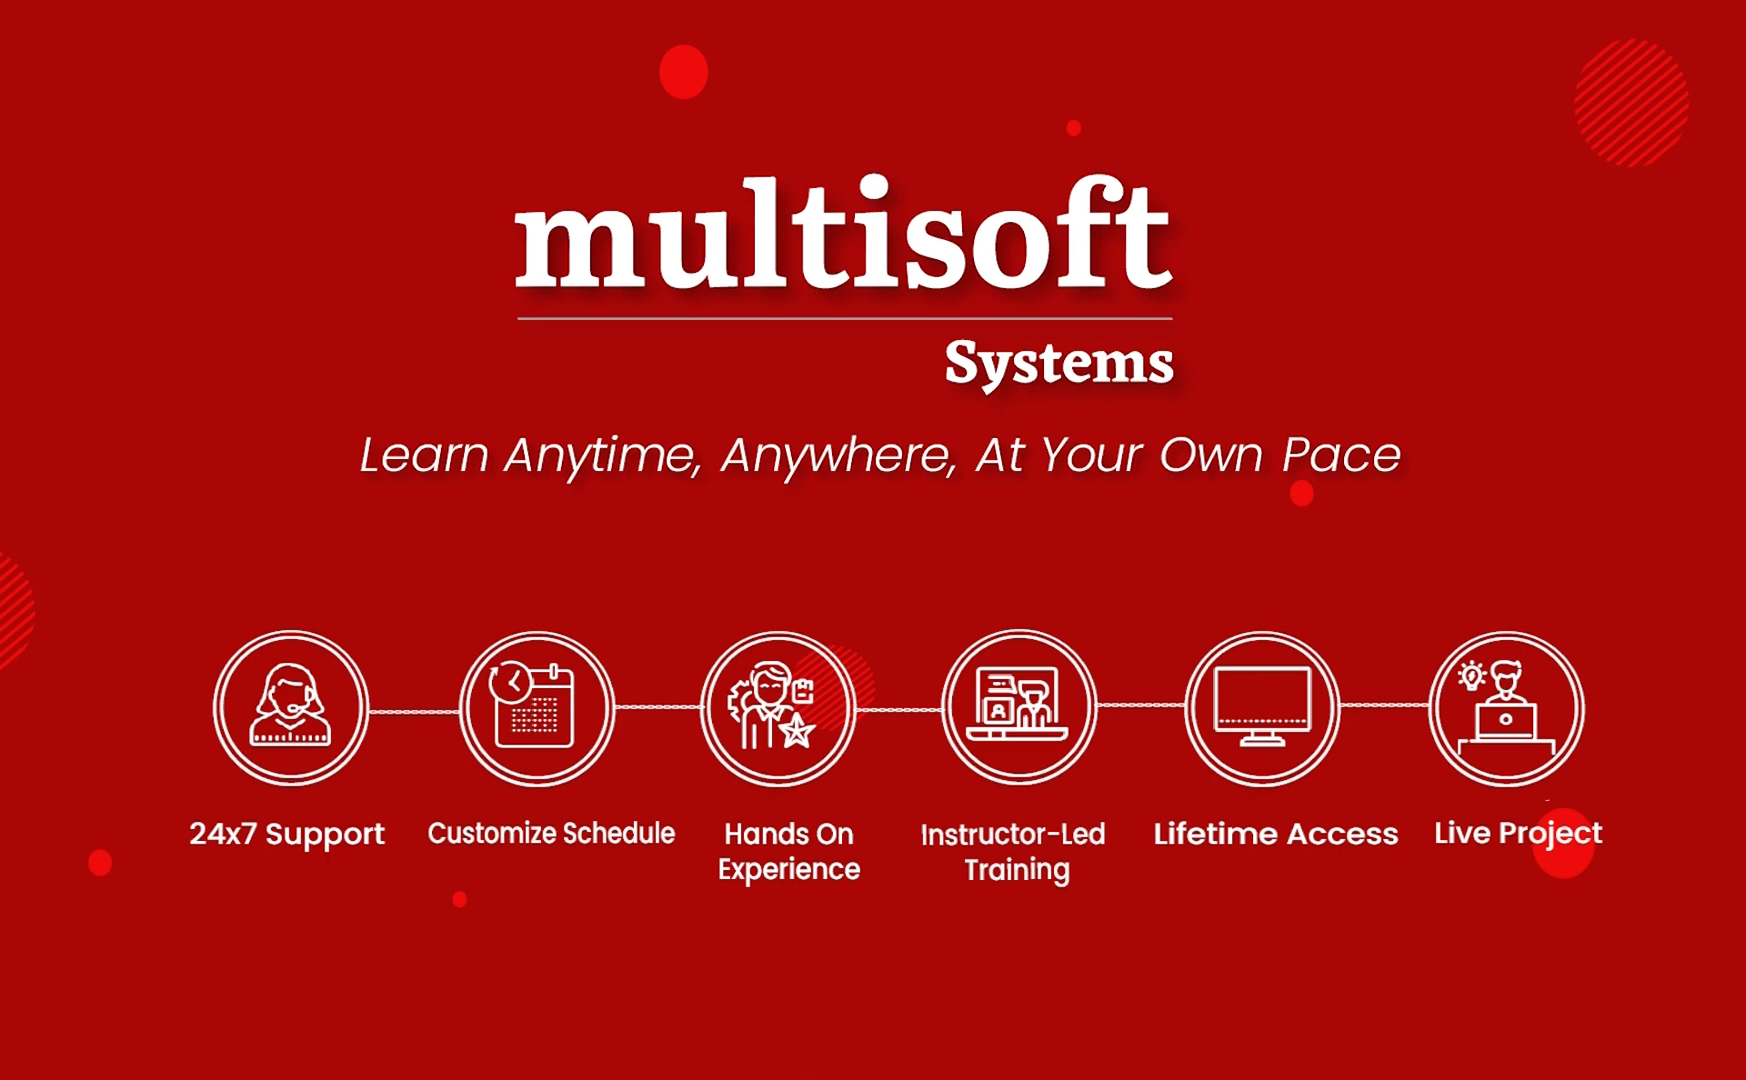 multisoft
Systems
Learn Anytime, Anywhere, At Your Own Pace
24x7 Support
Customize Schedule
Hands On
Experience
Instructor-Led
Training
Lifetime Access
Live Project